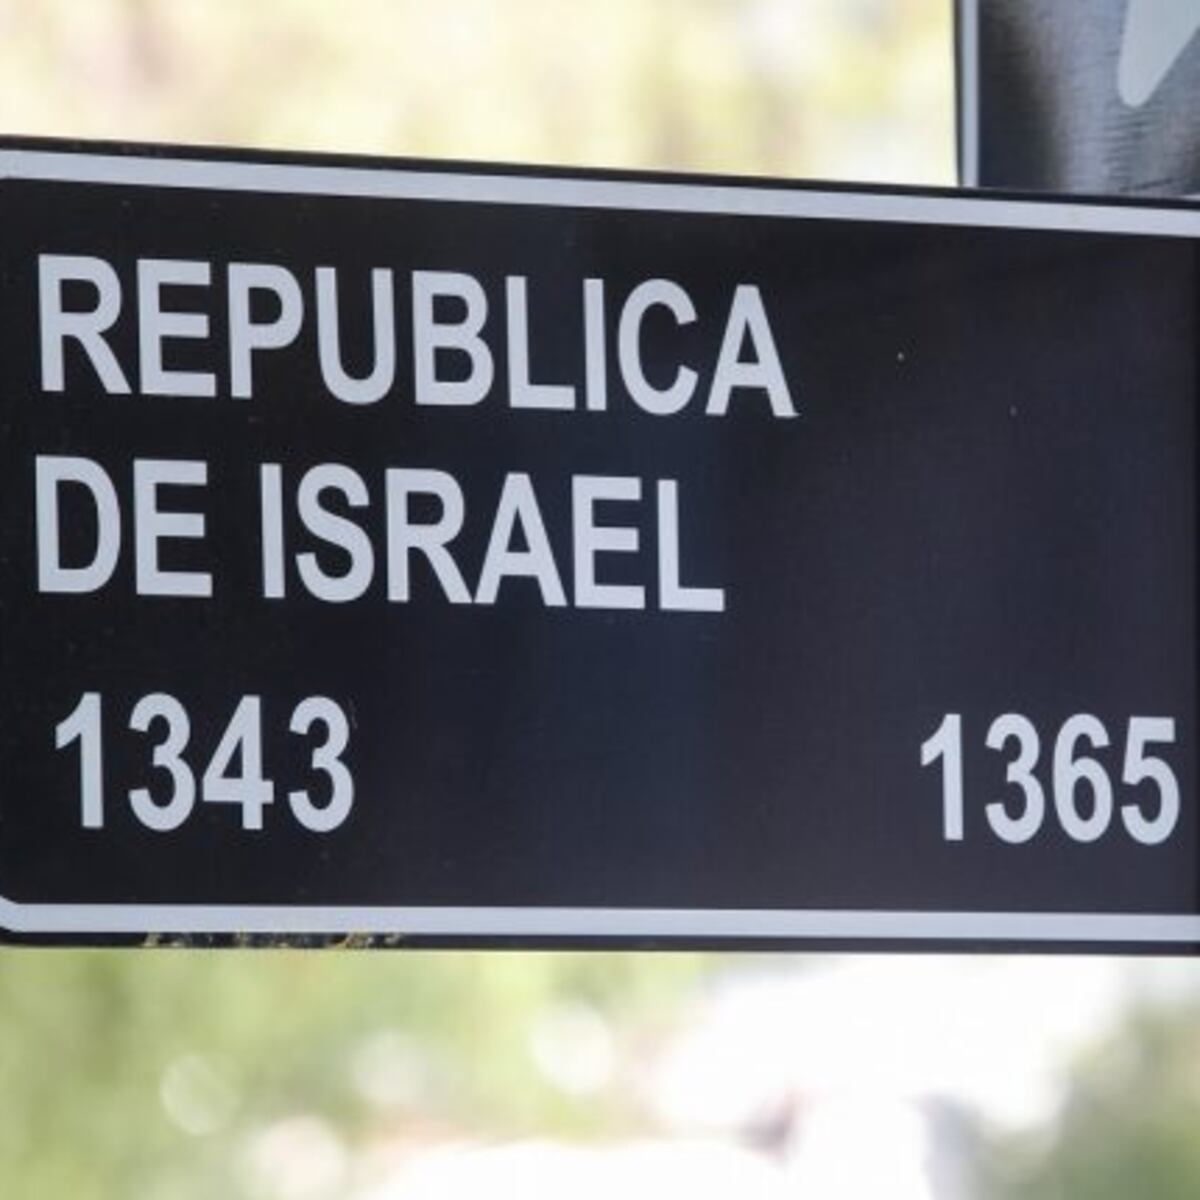 REPUBLICA
DE ISRAEL
1343 1365